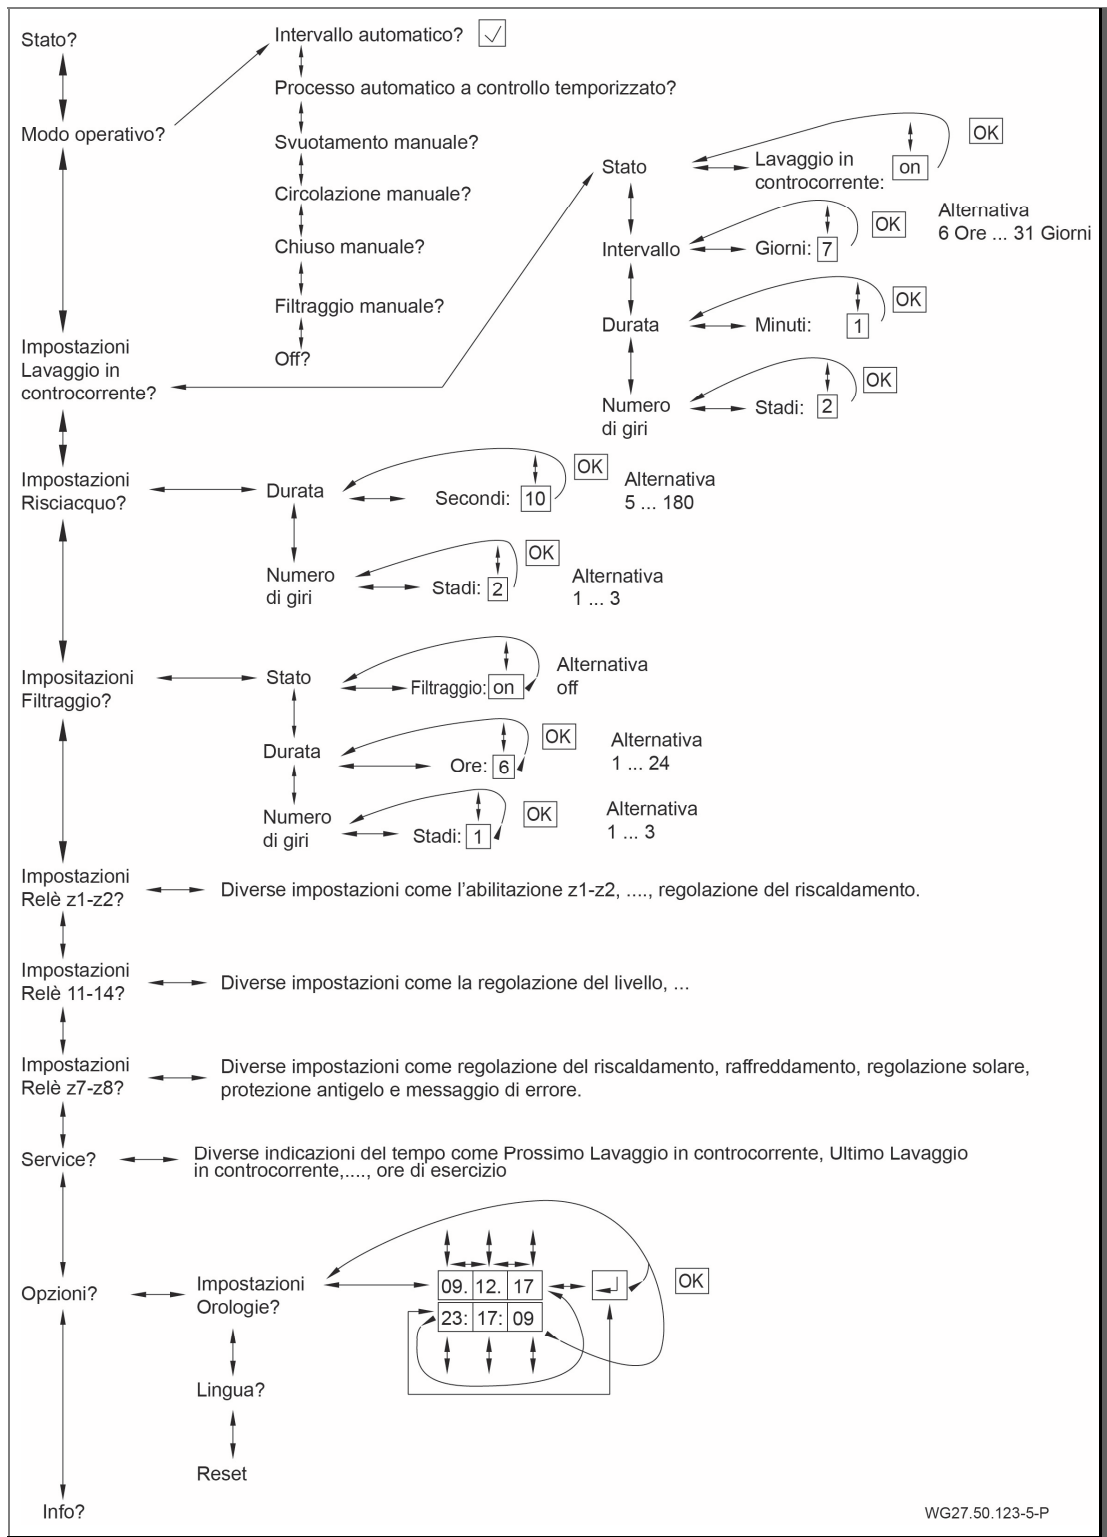 Stato?
Modo operativo?
Intervallo automatico?
Processo automatico a controllo temporizzato?
Svuotamento manuale?
Circolazione manuale?
Chiuso manuale?
Filtraggio manuale?
Off?
Impostazioni
Lavaggio in
controcorrente?
Stato
Lavaggio in
controcorrente:
on
OK
Intervallo
Giorni: 7
OK
Alternativa
6 Ore ... 31 Giorni
Durata
Minuti: 1
OK
Numero
di giri
Stadi: 2
OK
Impostazioni
Risciacquo?
Durata
Secondi: 10
OK
Alternativa
5 ... 180
Numero
di giri
Stadi: 2
OK
Alternativa
1 ... 3
Impositazioni
Filtraggio?
Stato
Filtraggio: on
Alternativa
off
Durata
Ore: 6
OK
Alternativa
1 ... 24
Numero
di giri
Stadi: 1
OK
Alternativa
1 ... 3
Impostazioni
Relè z1-z2?
Diverse impostazioni come l'abilitazione z1-z2, ...., regolazione del riscaldamento.
Impostazioni
Relè 11-14?
Diverse impostazioni come la regolazione del livello, ...
Impostazioni
Relè z7-z8?
Diverse impostazioni come regolazione del riscaldamento, raffreddamento, regolazione solare,
protezione antigelo e messaggio di errore.
Service?
Diverse indicazioni del tempo come Prossimo Lavaggio in controcorrente, Ultimo Lavaggio
in controcorrente,...., ore di esercizio
Opzioni?
Impostazioni
Orologie?
09. 12. 17
23: 17: 09
OK
Lingua?
Reset
Info?
WG27.50.123-5-P